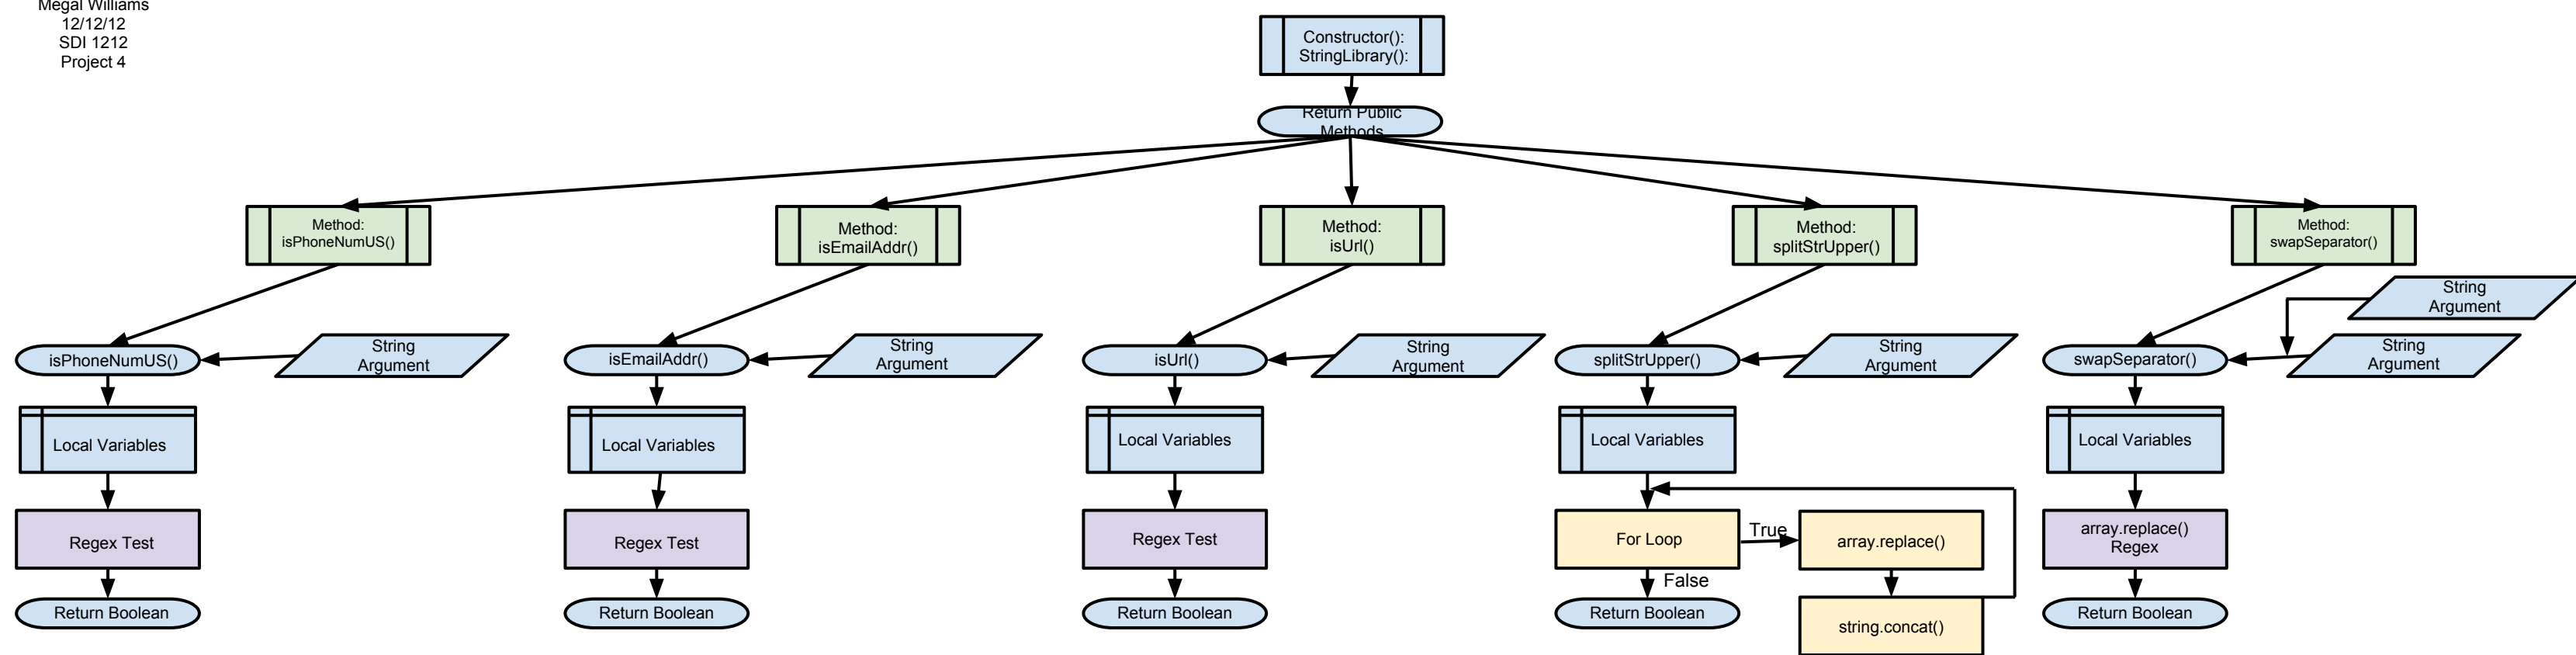 Megal Williams
12/12/12
SDI 1212
Project 4
Constructor():
StringLibrary():
Return Public
Methods
Method:
isPhoneNumUS()
Method:
isEmailAddr()
Method:
isUrl()
Method:
splitStrUpper()
Method:
swapSeparator()
String
Argument
isPhoneNumUS()
String
Argument
isEmailAddr()
String
Argument
isUrl()
String
Argument
splitStrUpper()
String
Argument
swapSeparator()
String
Argument
Local Variables
Local Variables
Local Variables
Local Variables
Local Variables
Regex Test
Regex Test
Regex Test
For Loop
True
array.replace()
array.replace()
Regex
False
Return Boolean
Return Boolean
Return Boolean
Return Boolean
string.concat()
Return Boolean